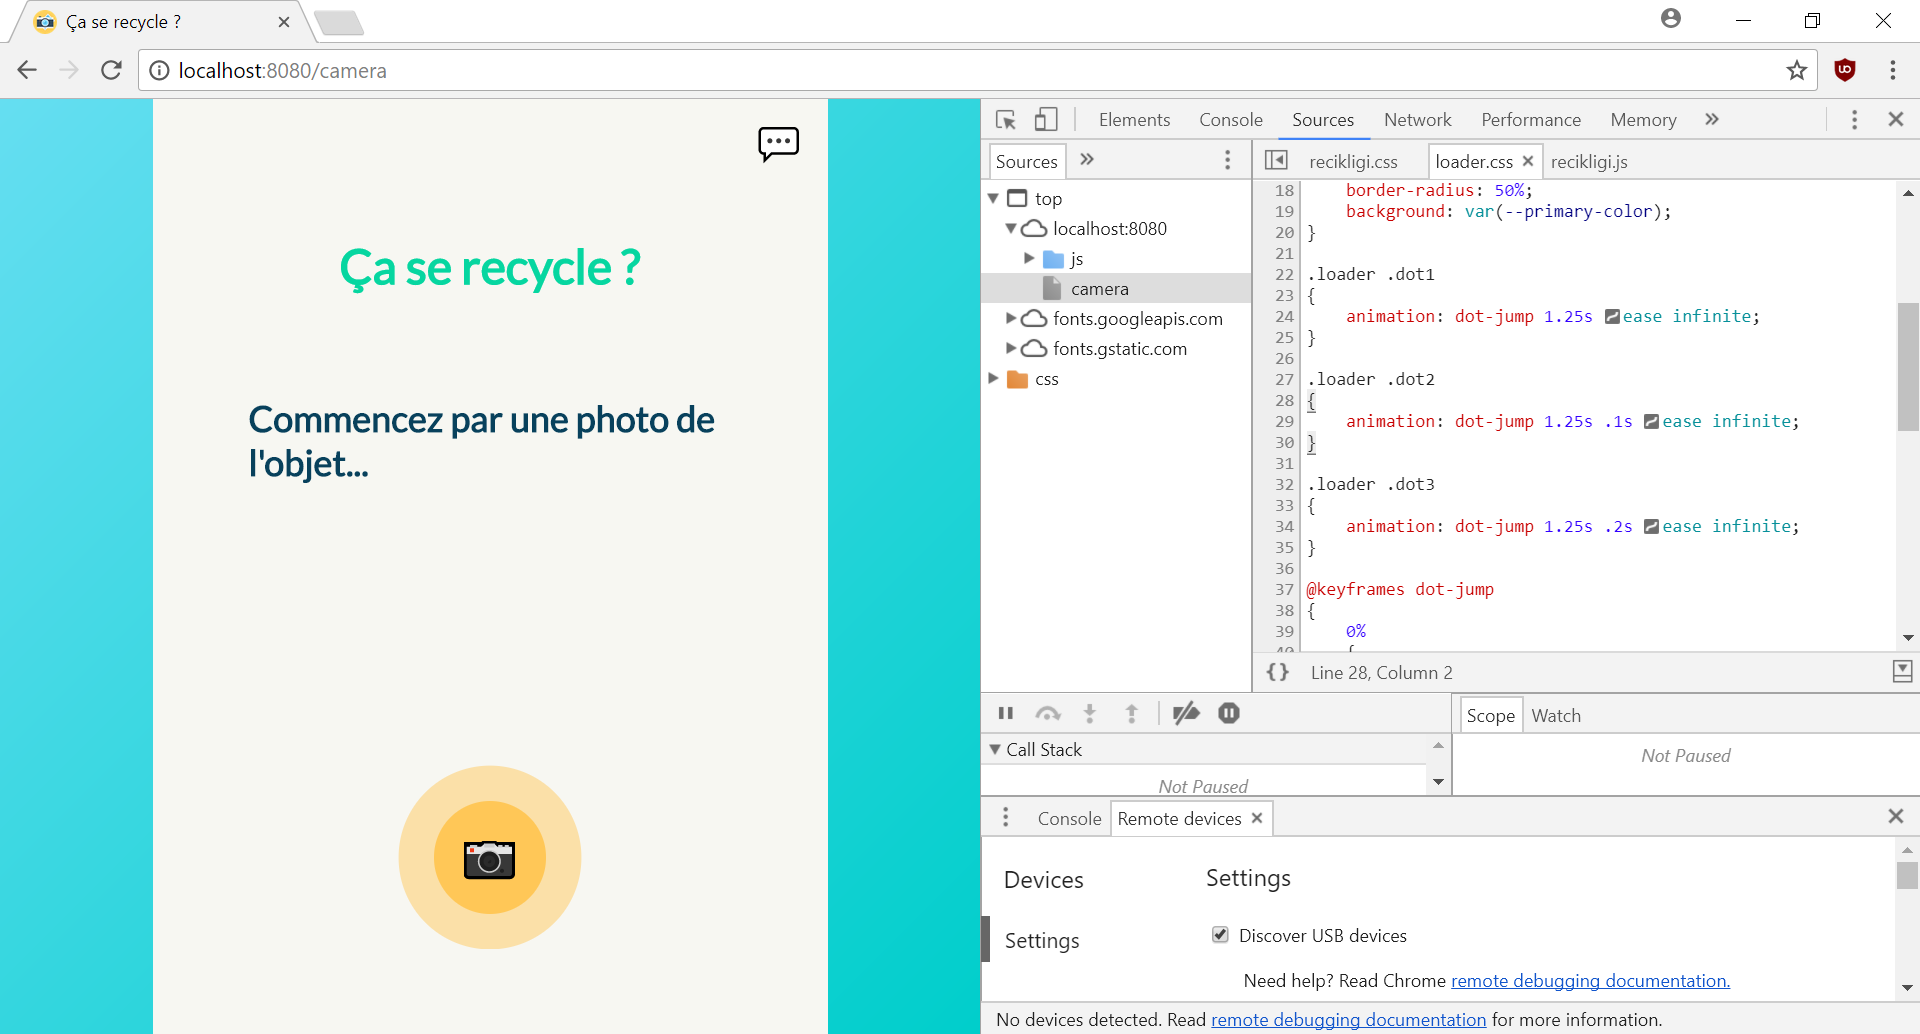 Ça se recycle ?
localhost:8080/camera
Ça se recycle ?
Commencez par une photo de
l'objet...
Elements Console Sources Network Performance Memory »
Sources »
recikligi.css loader.css recikligi.js
top
localhost:8080
js
camera
fonts.googleapis.com
fonts.gstatic.com
css
18 border-radius: 50%;
19 background: var(--primary-color);
20 }
21
22 .loader .dot1
23 {
24 animation: dot-jump 1.25s ease infinite;
25 }
26
27 .loader .dot2
28 {
29 animation: dot-jump 1.25s .1s ease infinite;
30 }
31
32 .loader .dot3
33 {
34 animation: dot-jump 1.25s .2s ease infinite;
35 }
36
37 @keyframes dot-jump
38 {
39 0%
40 {
{} Line 28, Column 2
Call Stack
Not Paused
Scope Watch
Not Paused
Console Remote devices
Devices
Settings
Settings
Discover USB devices
Need help? Read Chrome remote debugging documentation.
No devices detected. Read remote debugging documentation for more information.